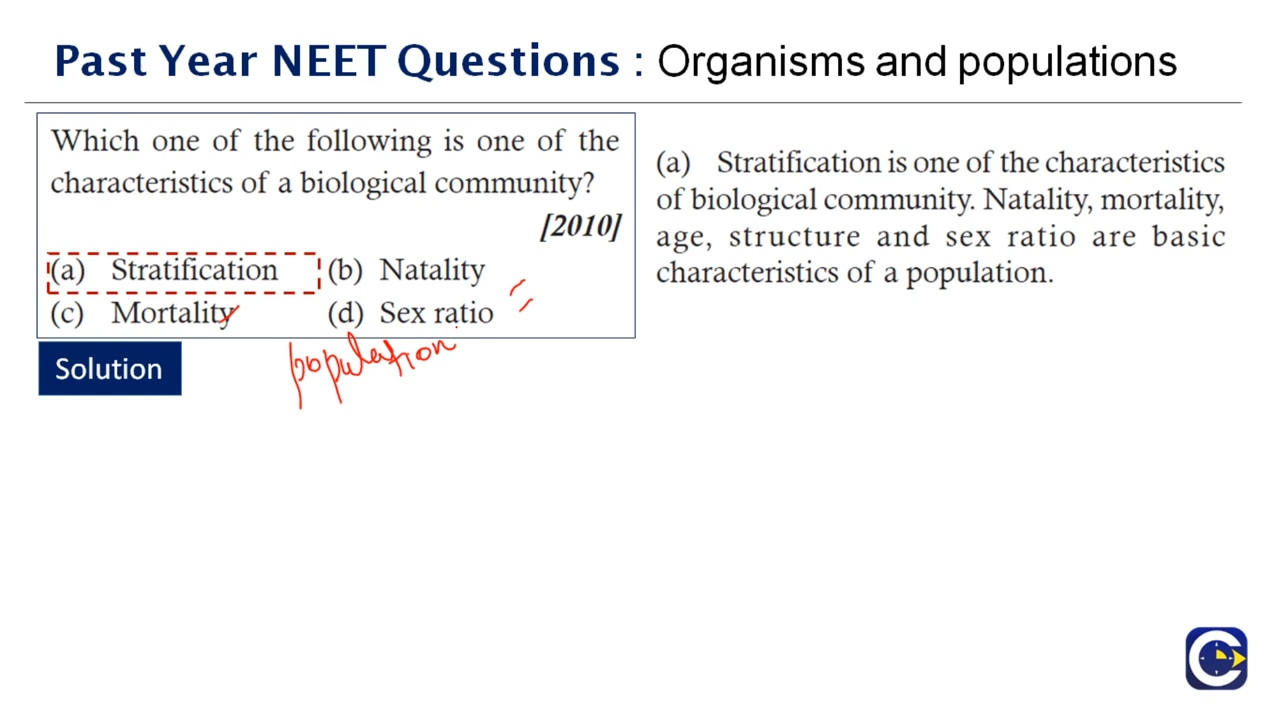 Past Year NEET Questions : Organisms and populations
Which one of the following is one of the
characteristics of a biological community?
[2010]
(a) Stratification (b) Natality
(c) Mortality (d) Sex ratio
population
Solution
(a) Stratification is one of the characteristics
of biological community. Natality, mortality,
age, structure and sex ratio are basic
characteristics of a population.